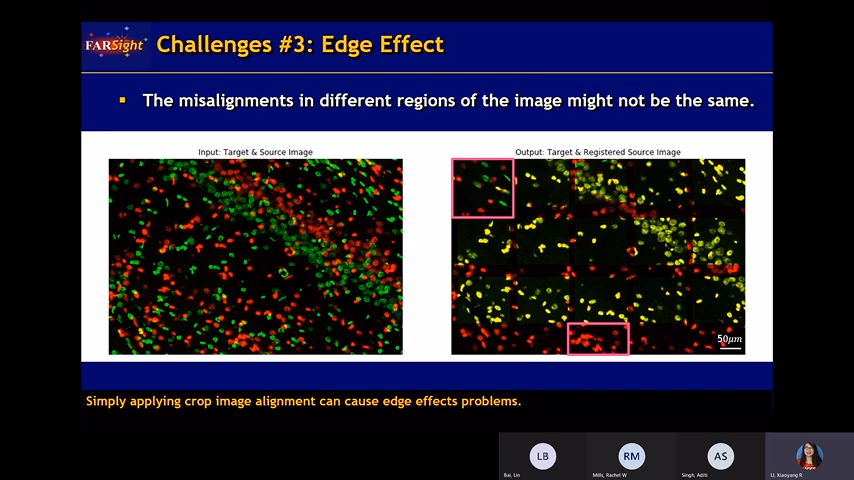 FARSight
Challenges #3: Edge Effect
The misalignments in different regions of the image might not be the same.
Input: Target & Source Image
Output: Target & Registered Source Image
50μm
Simply applying crop image alignment can cause edge effects problems.
LB
RM
AS
Bai, Lin
Mills, Rachel W
Singh, Aditi
LI, Xiaoyang R